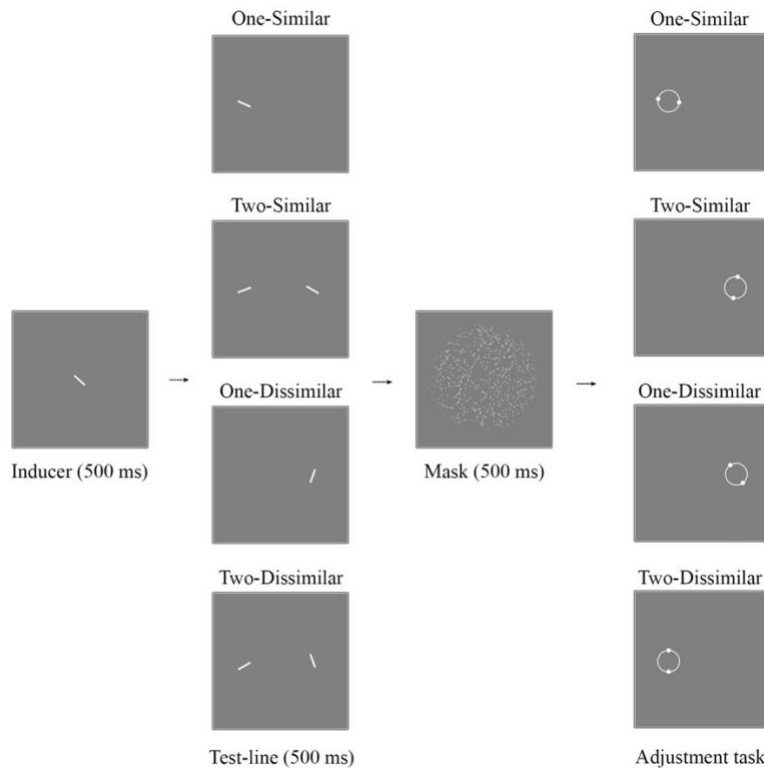 One-Similar
One-Similar
Two-Similar
Two-Similar
One-Dissimilar
One-Dissimilar
Inducer (500 ms)
Mask (500 ms)
Two-Dissimilar
Two-Dissimilar
Test-line (500 ms)
Adjustment task